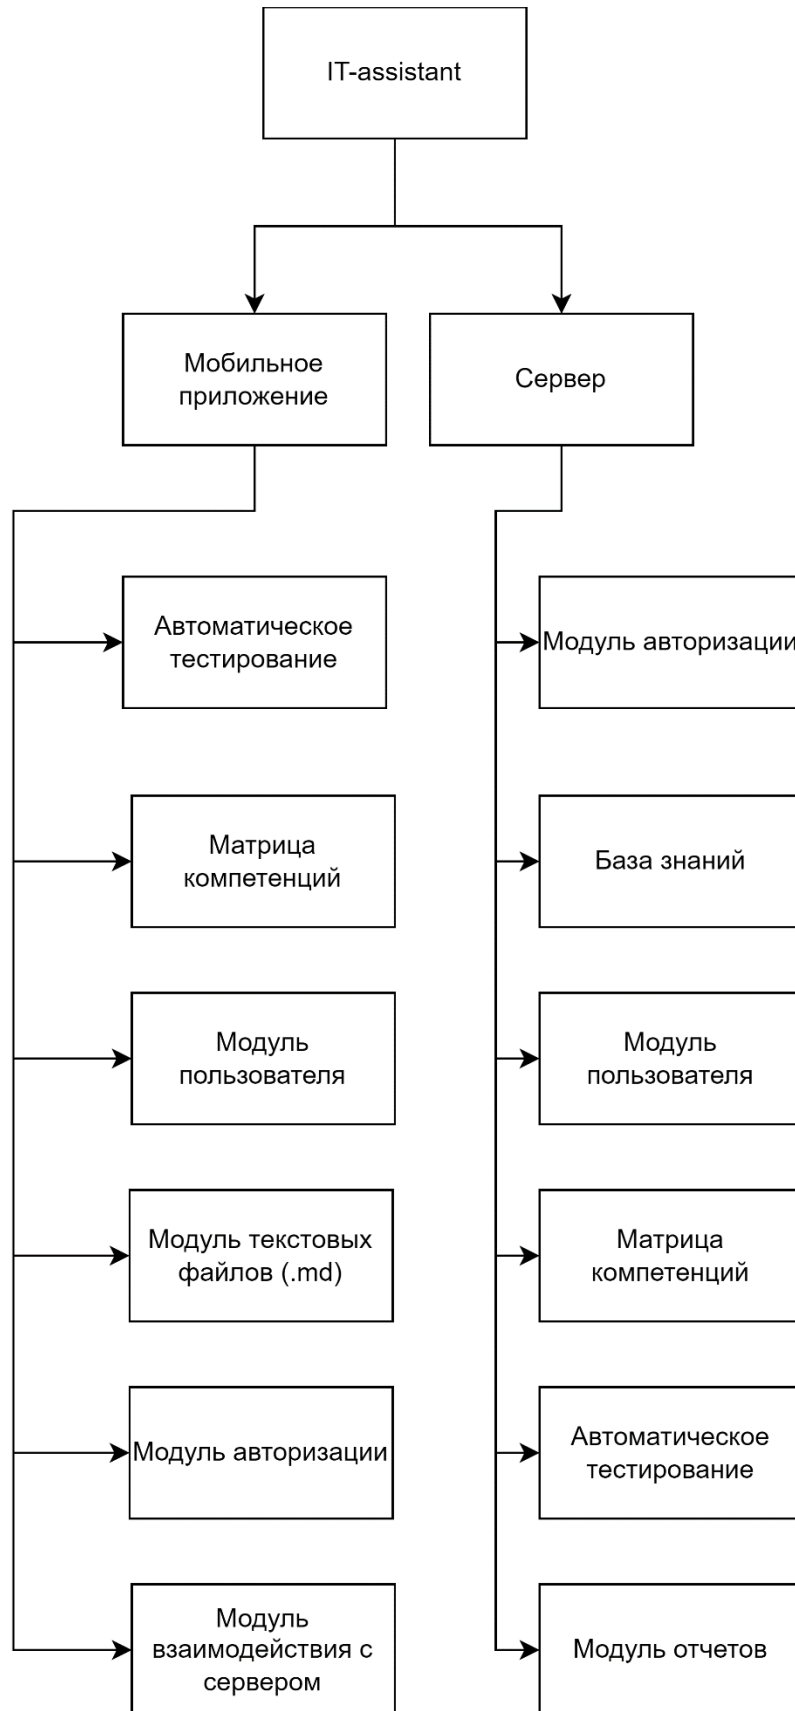 IT-assistant
Мобильное
приложение
Сервер
Автоматическое
тестирование
Модуль авторизации
Матрица
компетенций
База знаний
Модуль
пользователя
Модуль
пользователя
Модуль текстовых
файлов (.md)
Матрица
компетенций
Модуль авторизации
Автоматическое
тестирование
Модуль
взаимодействия с
сервером
Модуль отчетов